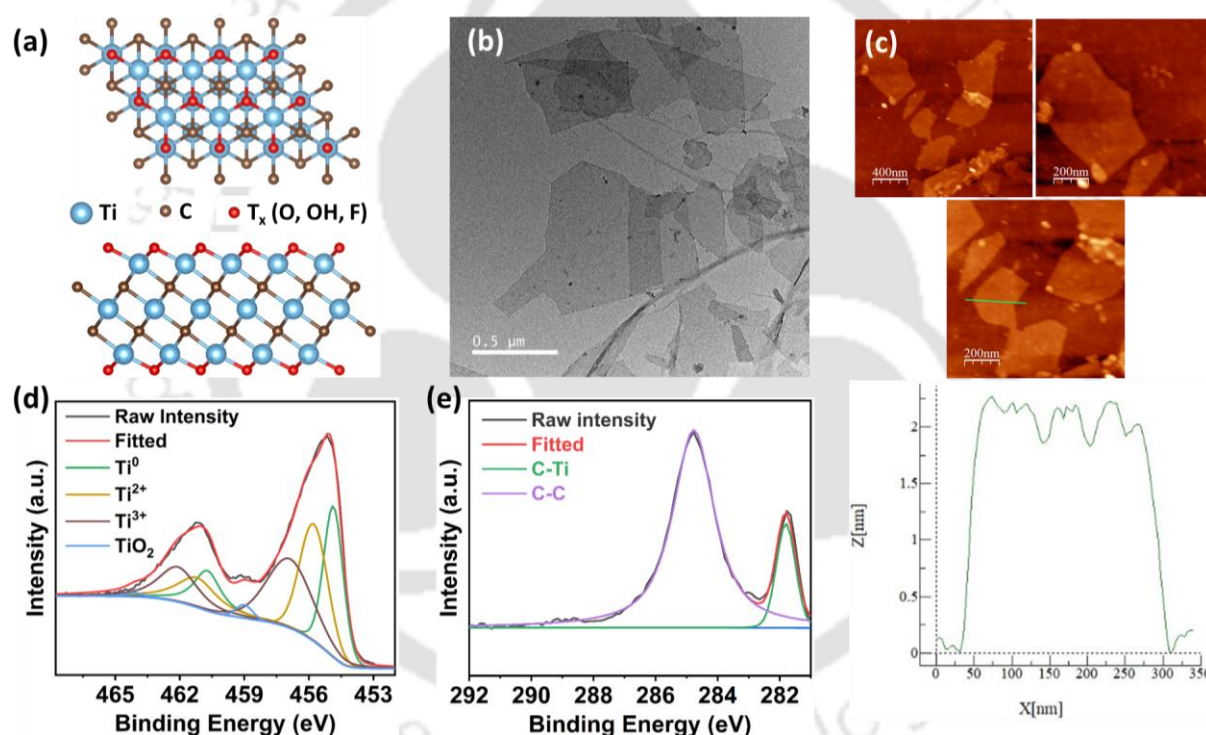 (a)
Ti C Tₓ (O, OH, F)
(b)
0.5 µm
(c)
400nm
200nm
200nm
(d)
Raw Intensity
Fitted
Ti⁰
Ti²⁺
Ti³⁺
TiO₂
Intensity (a.u.)
465 462 459 456 453
Binding Energy (eV)
(e)
Raw intensity
Fitted
C-Ti
C-C
Intensity (a.u.)
292 290 288 286 284 282
Binding Energy (eV)
Z[nm]
2
1.5
1
0.5
0
0 50 100 150 200 250 300 350
X[nm]